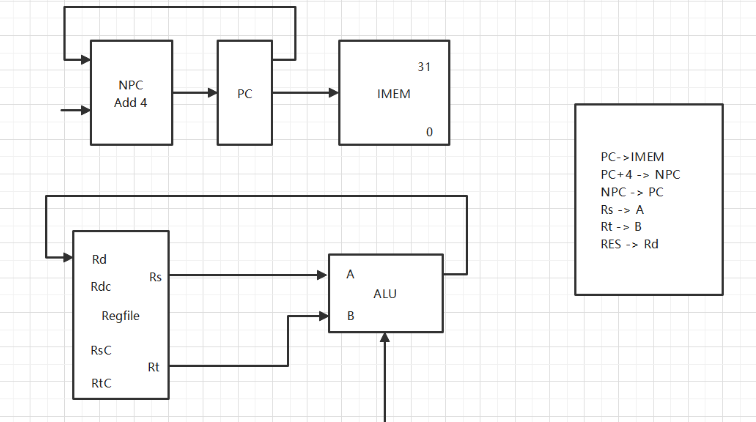 NPC
Add 4
PC
31
IMEM
0
Rd
Rdc
Rs
Regfile
RsC
Rt
RtC
A
ALU
B
PC->IMEM
PC+4 -> NPC
NPC -> PC
Rs -> A
Rt -> B
RES -> Rd